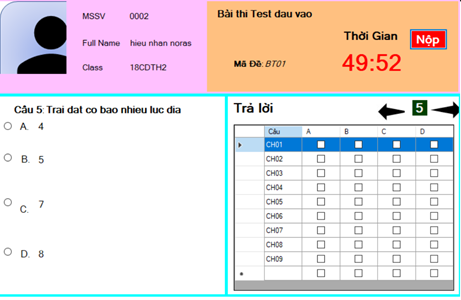 MSSV 0002
Full Name hieu nhan noras
Class 18CDTH2
Bài thi Test dau vao
Thời Gian Nộp
Mã Đề: BT01 49:52
Câu 5: Trai dat co bao nhieu luc dia
A. 4
B. 5
C. 7
D. 8
Trả lời 5
Câu A B C D
CH01
CH02
CH03
CH04
CH05
CH06
CH07
CH08
CH09